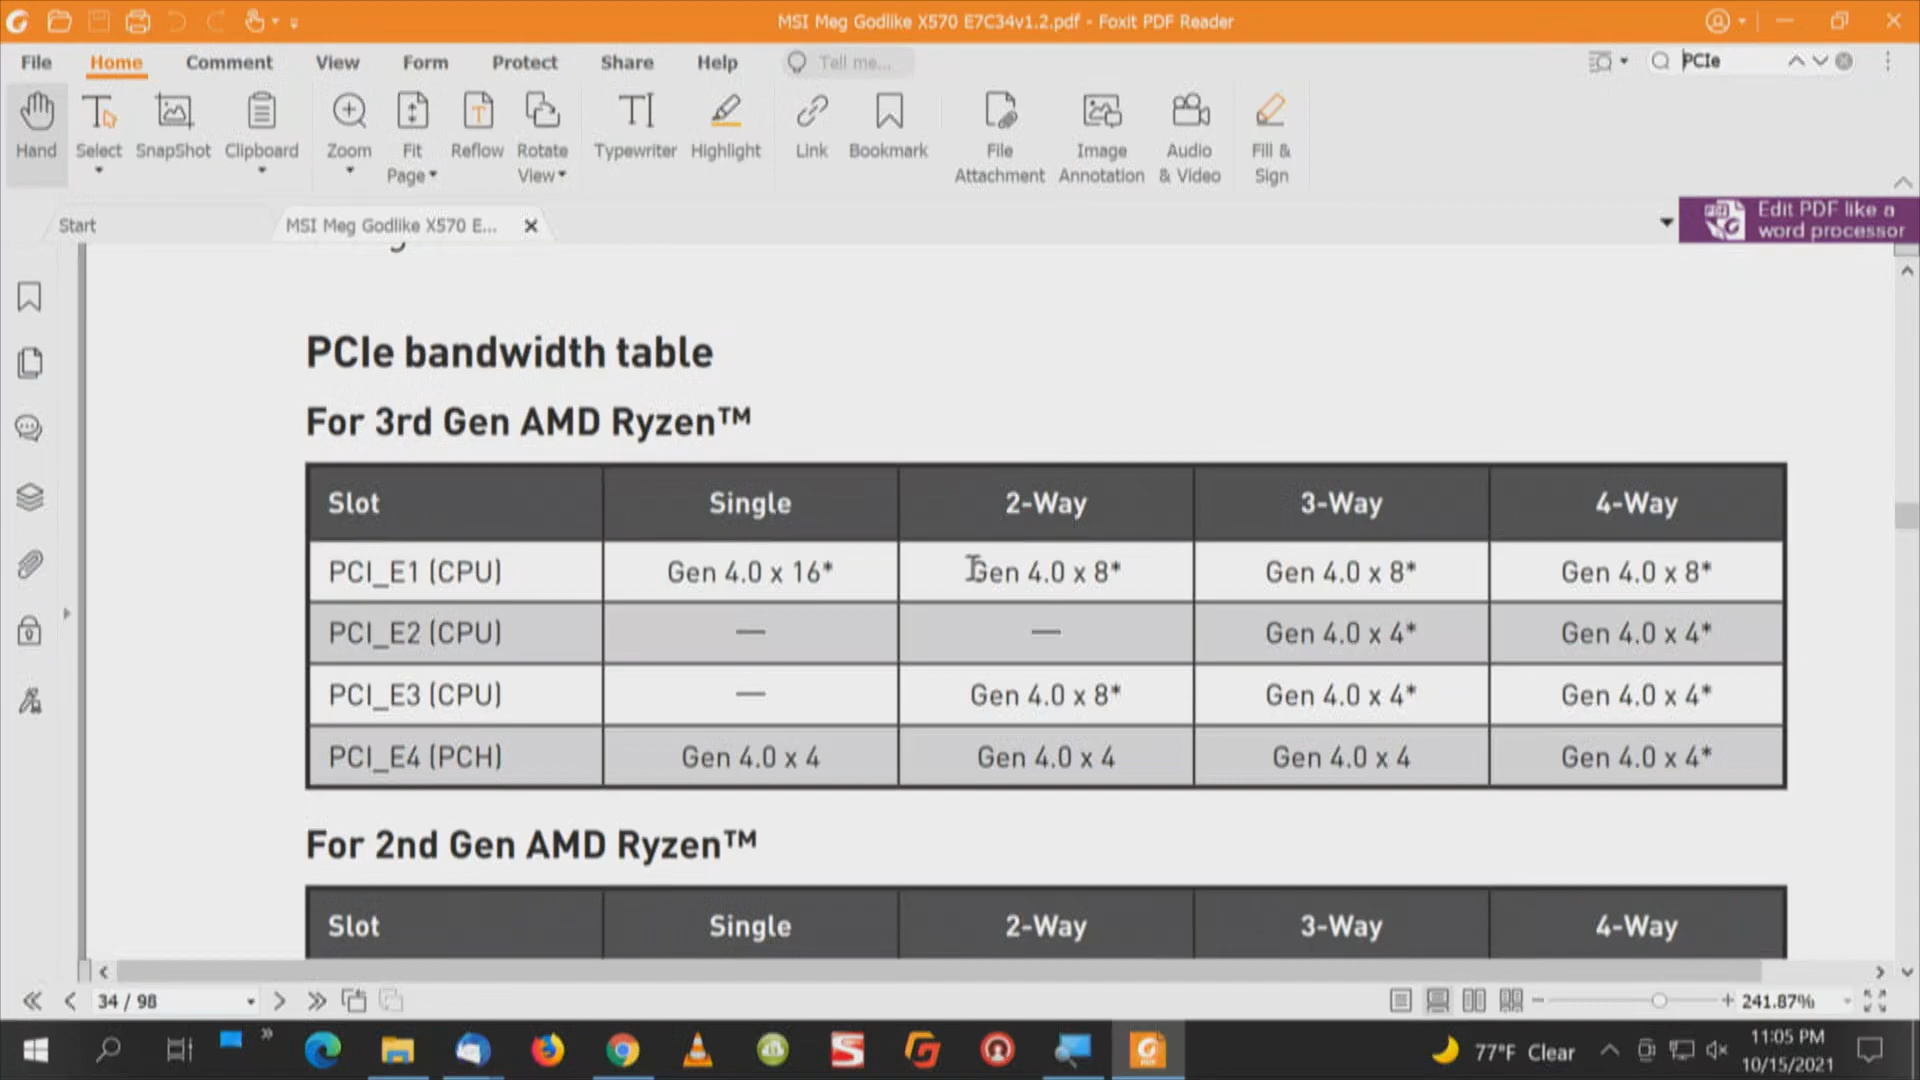 MSI Meg Godlike X570 E7C34v1.2.pdf - Foxit PDF Reader
File Home Comment View Form Protect Share Help Tell me... PCIe
Hand Select SnapShot Clipboard Zoom Fit Page Reflow Rotate View Typewriter Highlight Link Bookmark File Attachment Image Annotation Audio & Video Fill & Sign
Start MSI Meg Godlike X570 E...
Edit PDF like a
word processor
PCIe bandwidth table
For 3rd Gen AMD Ryzen™
Slot Single 2-Way 3-Way 4-Way
PCI_E1 (CPU) Gen 4.0 x 16* Gen 4.0 x 8* Gen 4.0 x 8* Gen 4.0 x 8*
PCI_E2 (CPU) — — Gen 4.0 x 4* Gen 4.0 x 4*
PCI_E3 (CPU) — Gen 4.0 x 8* Gen 4.0 x 4* Gen 4.0 x 4*
PCI_E4 (PCH) Gen 4.0 x 4 Gen 4.0 x 4 Gen 4.0 x 4 Gen 4.0 x 4*
For 2nd Gen AMD Ryzen™
Slot Single 2-Way 3-Way 4-Way
34 / 98 241.87%
77°F Clear
11:05 PM
10/15/2021